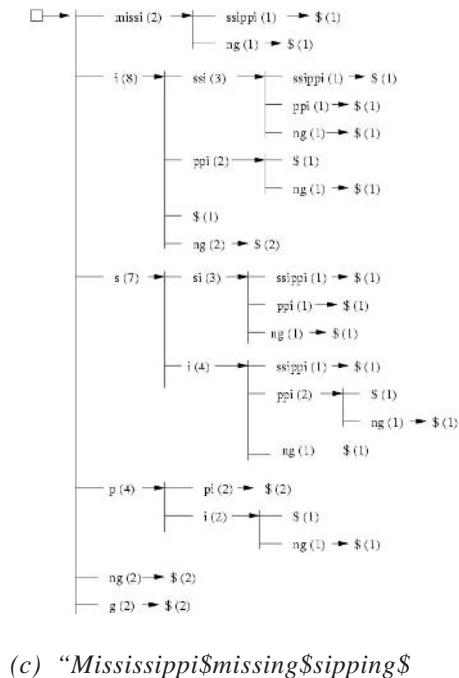 missi (2) ssippi (1) $ (1)
ng (1) $ (1)
i (8) ssi (3) ssippi (1) $ (1)
ppi (1) $ (1)
ng (1) $ (1)
ppi (2) $ (1)
ng (1) $ (1)
$ (1)
ng (2) $ (2)
s (7) si (3) ssippi (1) $ (1)
ppi (1) $ (1)
ng (1) $ (1)
i (4) ssippi (1) $ (1)
ppi (2) $ (1)
ng (1) $ (1)
ng (1) $ (1)
p (4) pi (2) $ (2)
i (2) $ (1)
ng (1) $ (1)
ng (2) $ (2)
g (2) $ (2)
(c) “Mississippi$missing$sipping$